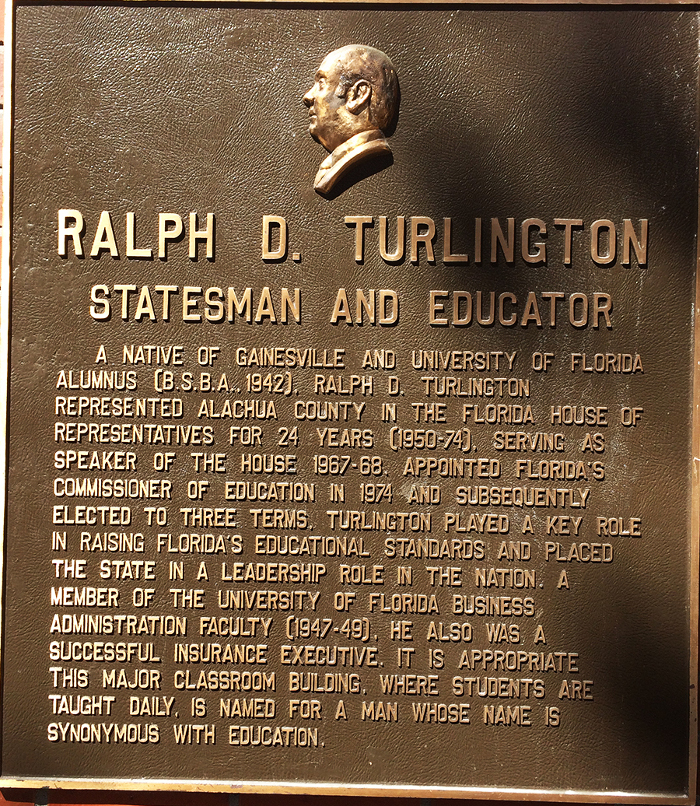 RALPH D. TURLINGTON
STATESMAN AND EDUCATOR
A NATIVE OF GAINESVILLE AND UNIVERSITY OF FLORIDA
ALUMNUS (B.S.B.A., 1942), RALPH D. TURLINGTON
REPRESENTED ALACHUA COUNTY IN THE FLORIDA HOUSE OF
REPRESENTATIVES FOR 24 YEARS (1950-74), SERVING AS
SPEAKER OF THE HOUSE 1967-68. APPOINTED FLORIDA'S
COMMISSIONER OF EDUCATION IN 1974 AND SUBSEQUENTLY
ELECTED TO THREE TERMS, TURLINGTON PLAYED A KEY ROLE
IN RAISING FLORIDA'S EDUCATIONAL STANDARDS AND PLACED
THE STATE IN A LEADERSHIP ROLE IN THE NATION. A
MEMBER OF THE UNIVERSITY OF FLORIDA BUSINESS
ADMINISTRATION FACULTY (1947-49), HE ALSO WAS A
SUCCESSFUL INSURANCE EXECUTIVE. IT IS APPROPRIATE
THIS MAJOR CLASSROOM BUILDING, WHERE STUDENTS ARE
TAUGHT DAILY, IS NAMED FOR A MAN WHOSE NAME IS
SYNONYMOUS WITH EDUCATION.